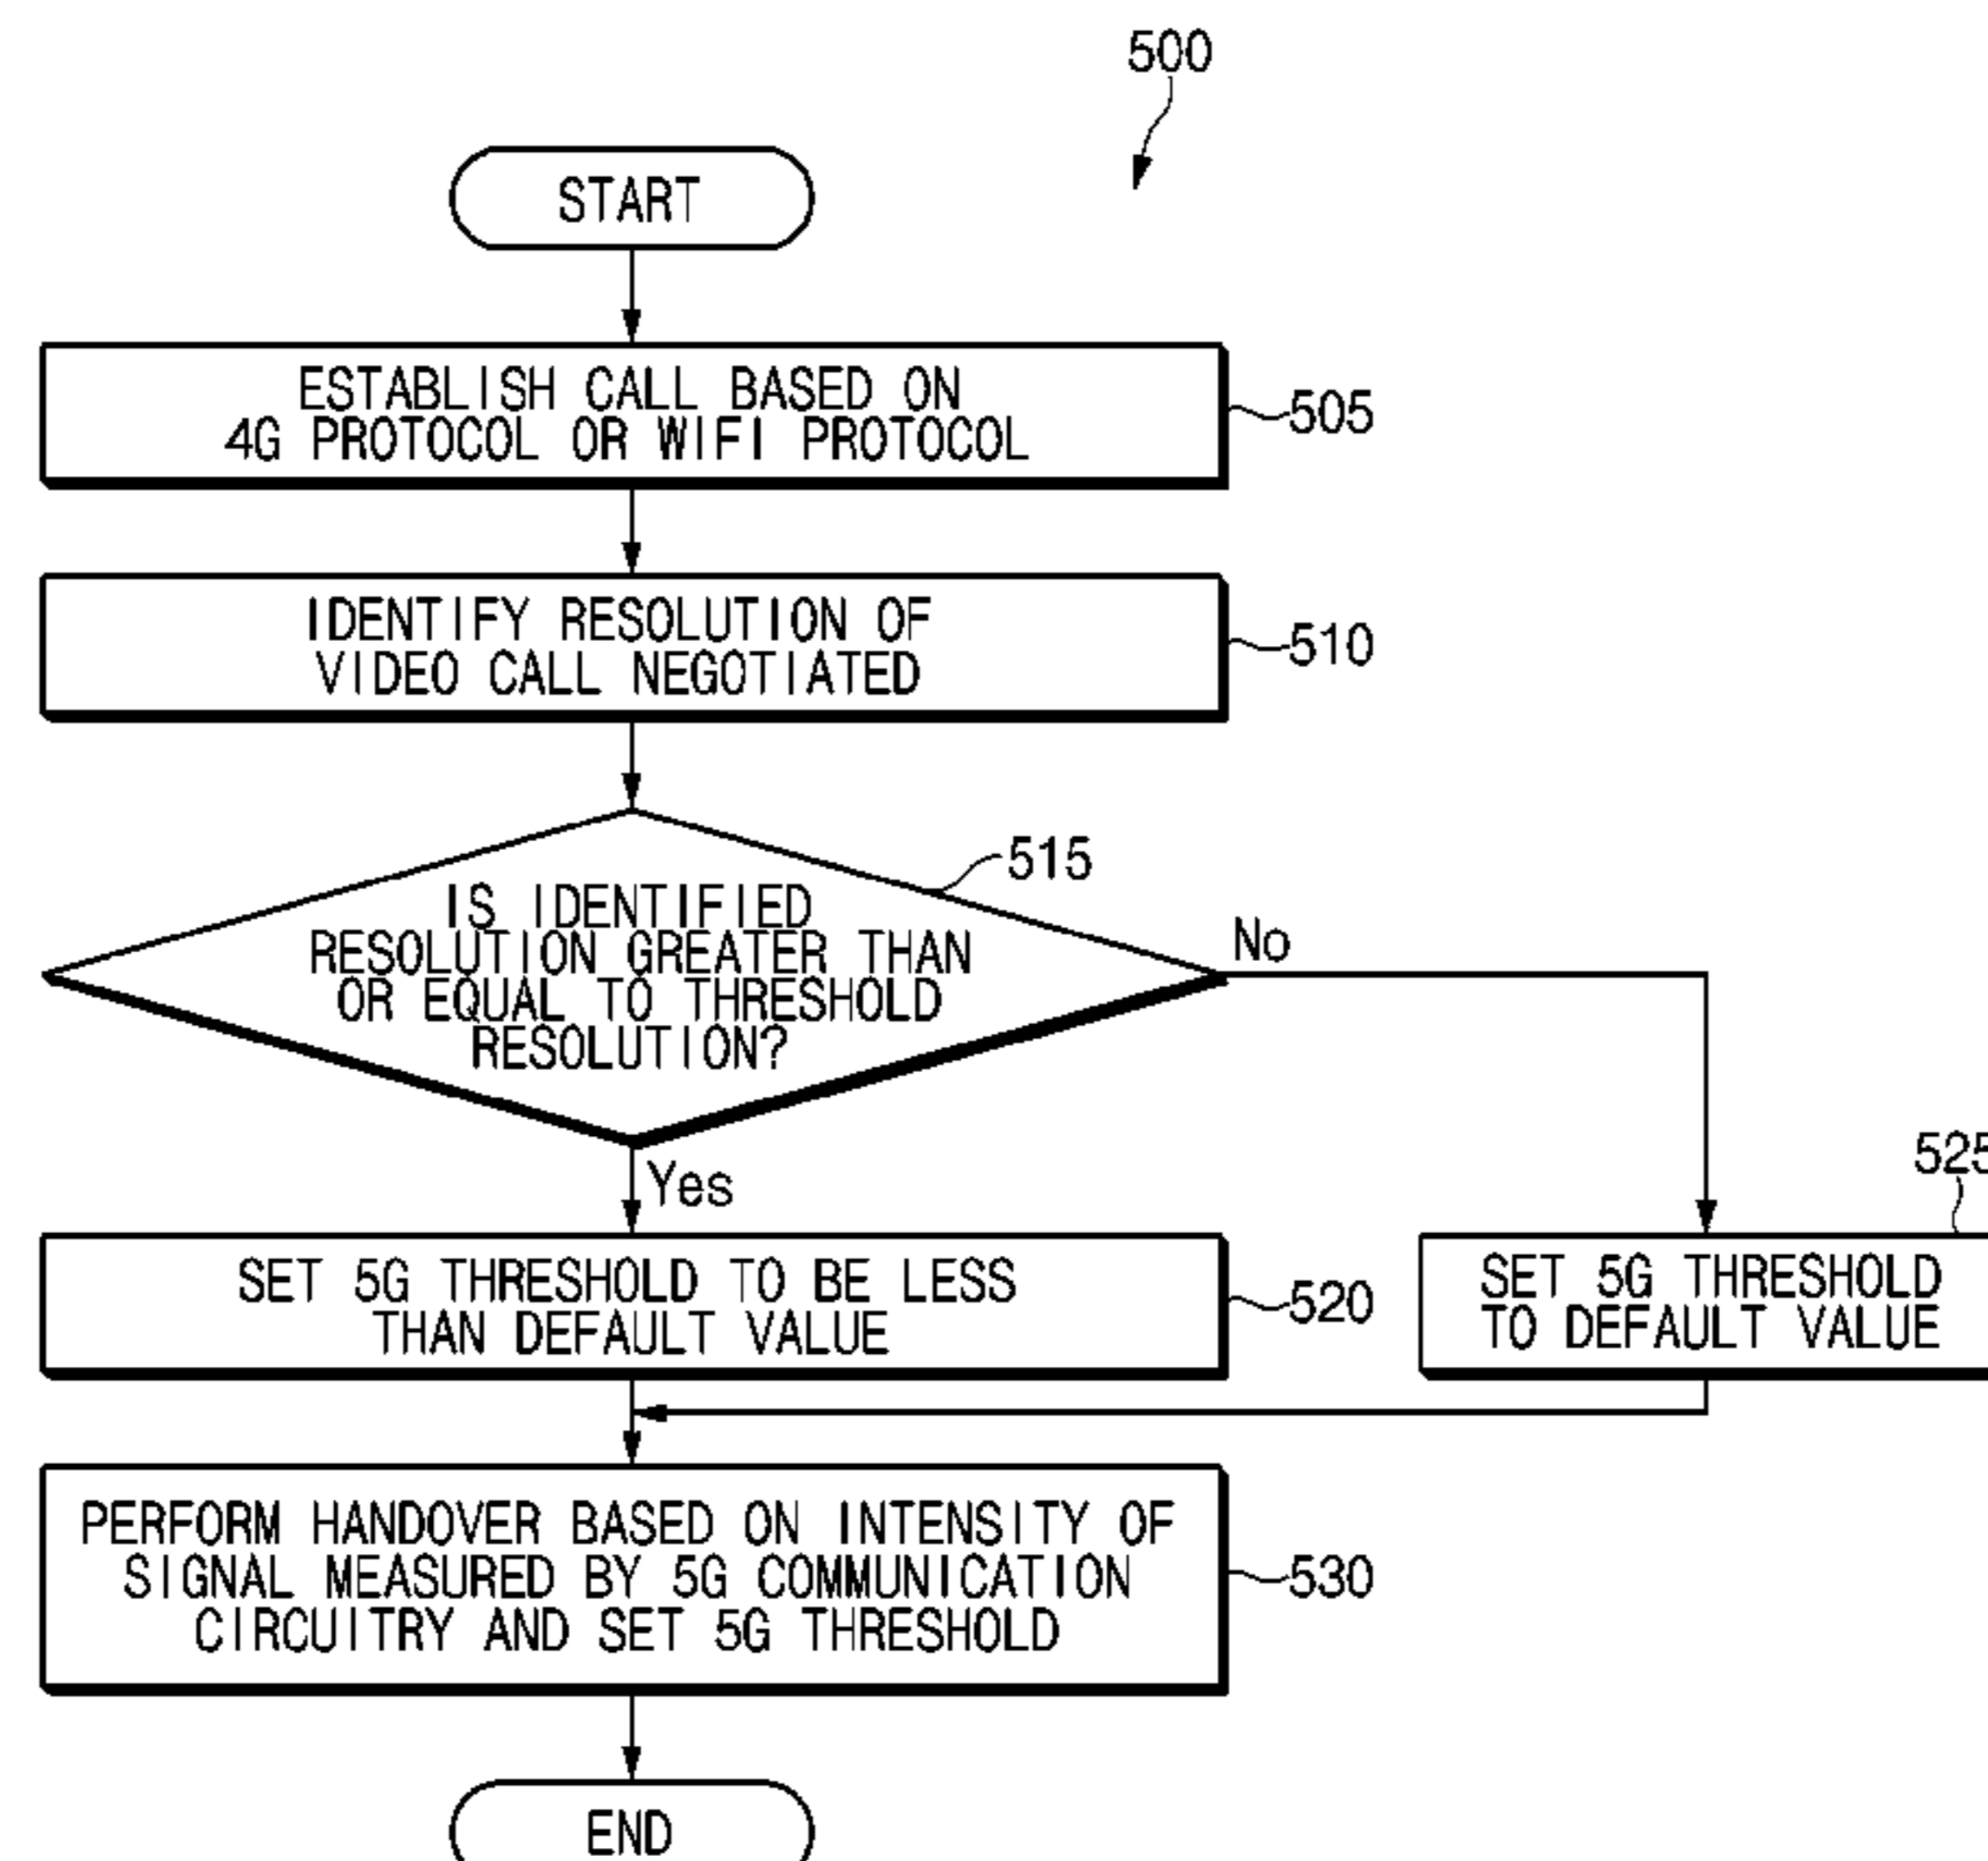 500
START
ESTABLISH CALL BASED ON
4G PROTOCOL OR WIFI PROTOCOL
505
IDENTIFY RESOLUTION OF
VIDEO CALL NEGOTIATED
510
515
IS IDENTIFIED
RESOLUTION GREATER THAN
OR EQUAL TO THRESHOLD
RESOLUTION?
No
Yes
SET 5G THRESHOLD TO BE LESS
THAN DEFAULT VALUE
520
525
SET 5G THRESHOLD
TO DEFAULT VALUE
PERFORM HANDOVER BASED ON INTENSITY OF
SIGNAL MEASURED BY 5G COMMUNICATION
CIRCUITRY AND SET 5G THRESHOLD
530
END